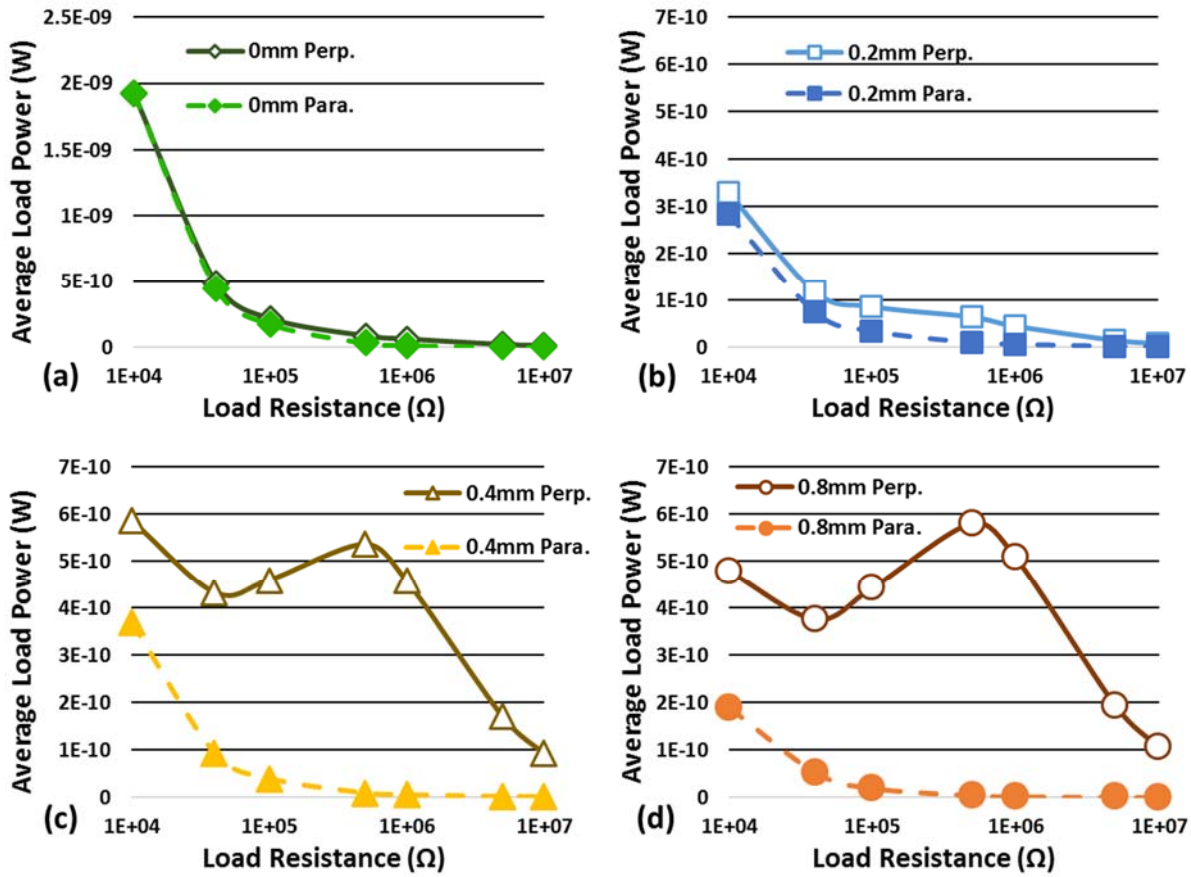 Average Load Power (W)
2.5E-09
2E-09
1.5E-09
1E-09
5E-10
0
0mm Perp.
0mm Para.
(a)
1E+04 1E+05 1E+06 1E+07
Load Resistance (Ω)
Average Load Power (W)
7E-10
6E-10
5E-10
4E-10
3E-10
2E-10
1E-10
0
0.2mm Perp.
0.2mm Para.
(b)
1E+04 1E+05 1E+06 1E+07
Load Resistance (Ω)
Average Load Power (W)
7E-10
6E-10
5E-10
4E-10
3E-10
2E-10
1E-10
0
0.4mm Perp.
0.4mm Para.
(c)
1E+04 1E+05 1E+06 1E+07
Load Resistance (Ω)
Average Load Power (W)
7E-10
6E-10
5E-10
4E-10
3E-10
2E-10
1E-10
0
0.8mm Perp.
0.8mm Para.
(d)
1E+04 1E+05 1E+06 1E+07
Load Resistance (Ω)